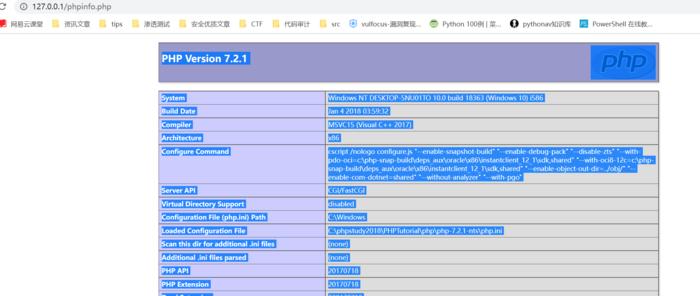 127.0.0.1/phpinfo.php
网易云课堂 资讯文章 tips 渗透测试 安全优质文章 CTF 代码审计 src vulfocus-漏洞复现... Python 100例 | 菜... pythonav知识库 PowerShell 在线教...
PHP Version 7.2.1
php
System Windows NT DESKTOP-5NU01TO 10.0 build 18363 (Windows 10) i586
Build Date Jan 4 2018 03:59:32
Compiler MSVC15 (Visual C++ 2017)
Architecture x86
Configure Command cscript /nologo configure.js "--enable-snapshot-build" "--enable-debug-pack" "--disable-zts" "--with-
pdo-oci=c:\php-snap-build\deps_aux\oracle\x86\instantclient_12_1\sdk,shared" "--with-oci8-12c=c:\php-
snap-build\deps_aux\oracle\x86\instantclient_12_1\sdk,shared" "--enable-object-out-dir=../obj/" "--
enable-com-dotnet=shared" "--without-analyzer" "--with-pgo"
Server API CGI/FastCGI
Virtual Directory Support disabled
Configuration File (php.ini) Path C:\Windows
Loaded Configuration File C:\phpstudy2018\PHPTutorial\php\php-7.2.1-nts\php.ini
Scan this dir for additional .ini files (none)
Additional .ini files parsed (none)
PHP API 20170718
PHP Extension 20170718